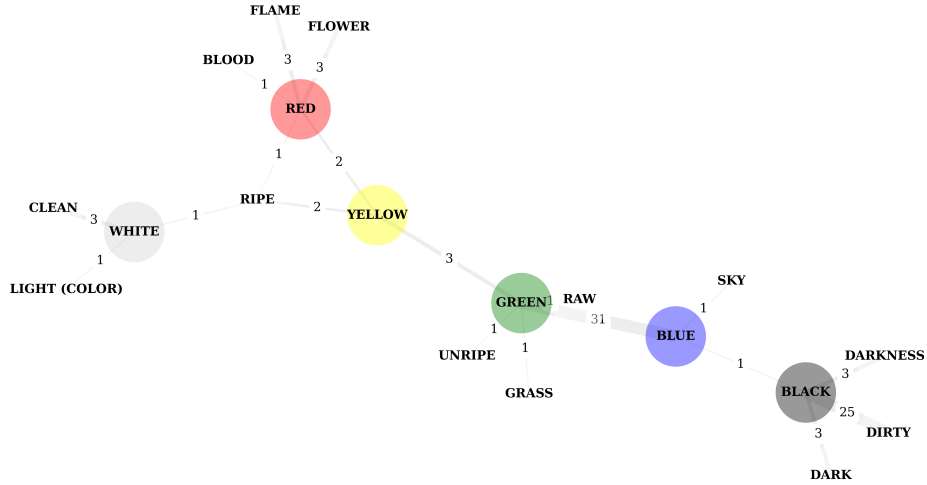 FLAME
FLOWER
BLOOD
3
3
1
RED
1
2
RIPE
CLEAN
3
1
2
YELLOW
WHITE
1
3
LIGHT (COLOR)
SKY
GREEN
1
RAW
1
31
1
BLUE
UNRIPE
1
1
DARKNESS
3
GRASS
BLACK
25
DIRTY
3
DARK